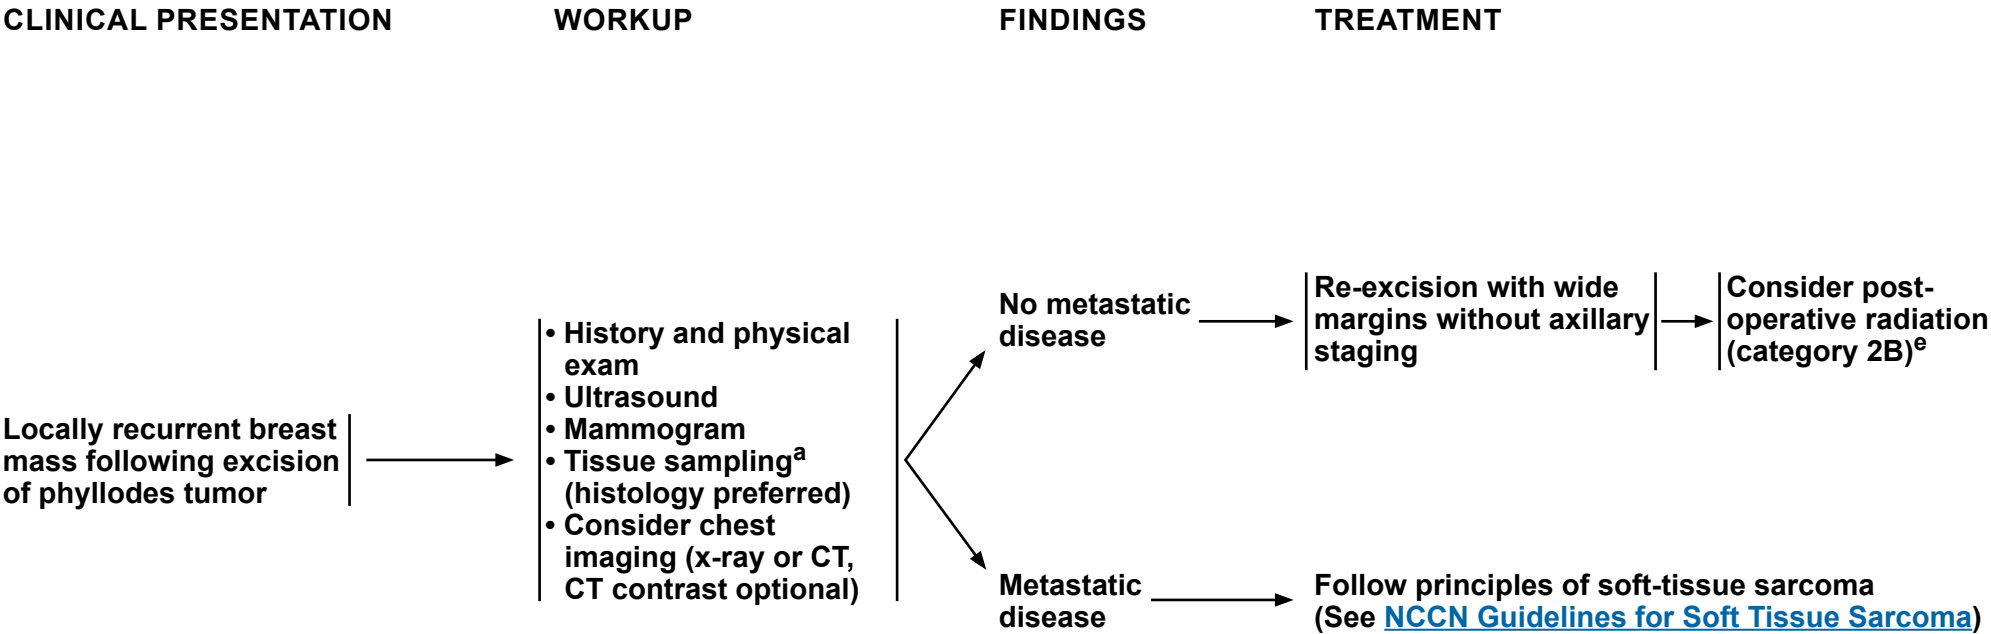 CLINICAL PRESENTATION
WORKUP
FINDINGS
TREATMENT
Locally recurrent breast
mass following excision
of phyllodes tumor
• History and physical
exam
• Ultrasound
• Mammogram
• Tissue samplingᵃ
(histology preferred)
• Consider chest
imaging (x-ray or CT,
CT contrast optional)
No metastatic
disease
Re-excision with wide
margins without axillary
staging
Consider post-
operative radiation
(category 2B)ᵉ
Metastatic
disease
Follow principles of soft-tissue sarcoma
(See NCCN Guidelines for Soft Tissue Sarcoma)